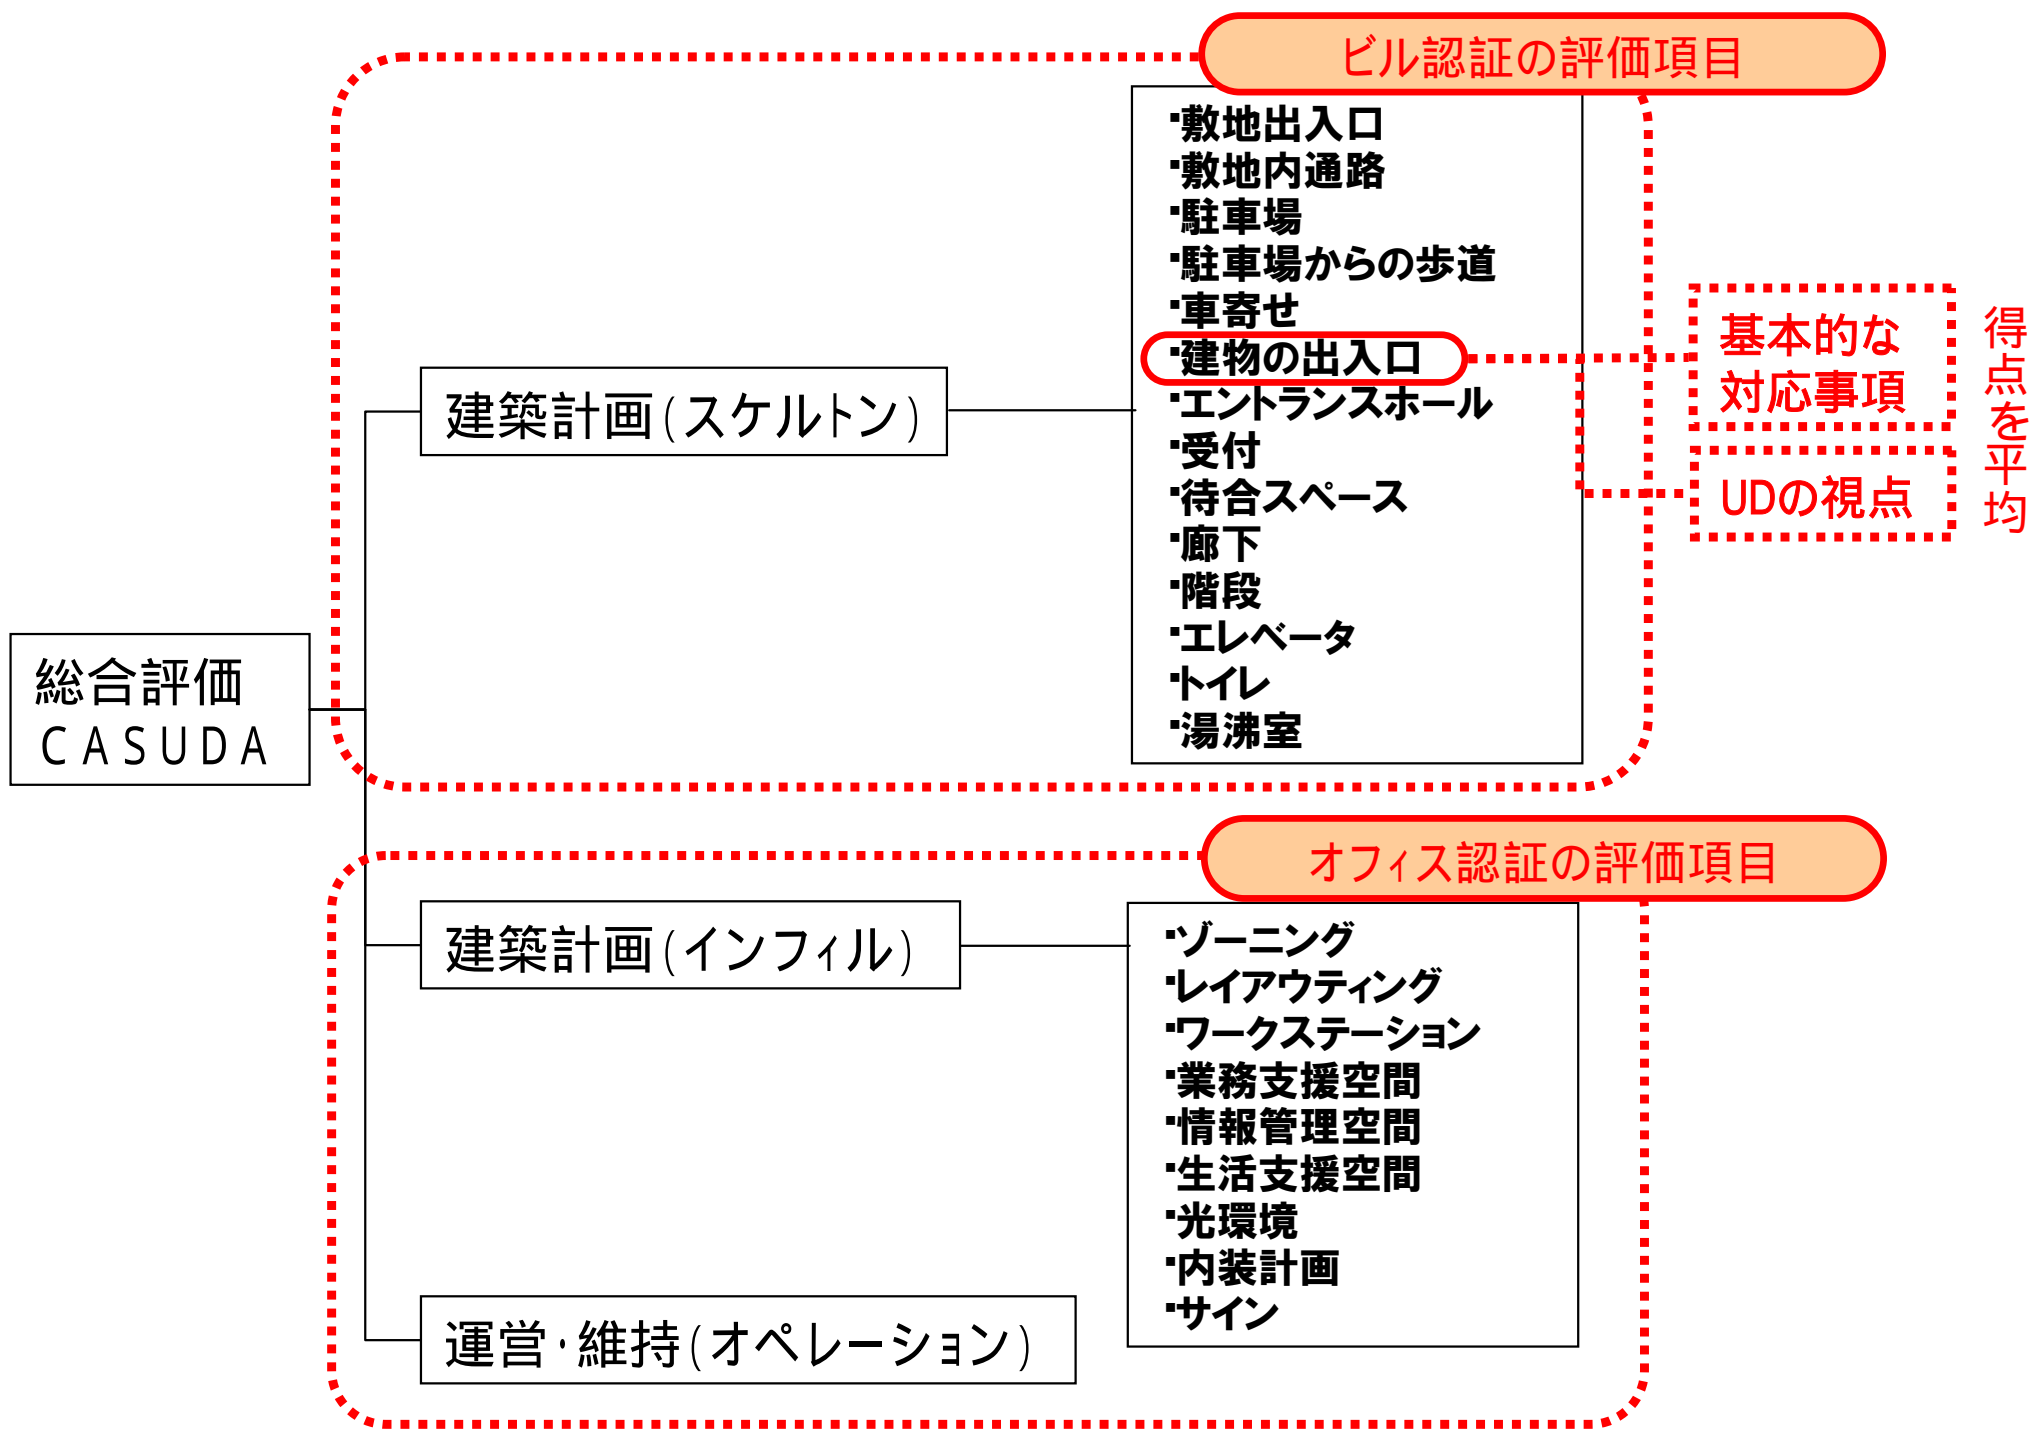 ビル認証の評価項目
･敷地出入口
･敷地内通路
･駐車場
･駐車場からの歩道
･車寄せ
･建物の出入口
･エントランスホール
･受付
･待合スペース
･廊下
･階段
･エレベータ
･トイレ
･湯沸室
建築計画(スケルトン)
基本的な
対応事項
UDの視点
得点を平均
総合評価
ＣＡＳＵＤＡ
オフィス認証の評価項目
建築計画(インフィル)
･ゾーニング
･レイアウティング
･ワークステーション
･業務支援空間
･情報管理空間
･生活支援空間
･光環境
･内装計画
･サイン
運営･維持(オペレーション)